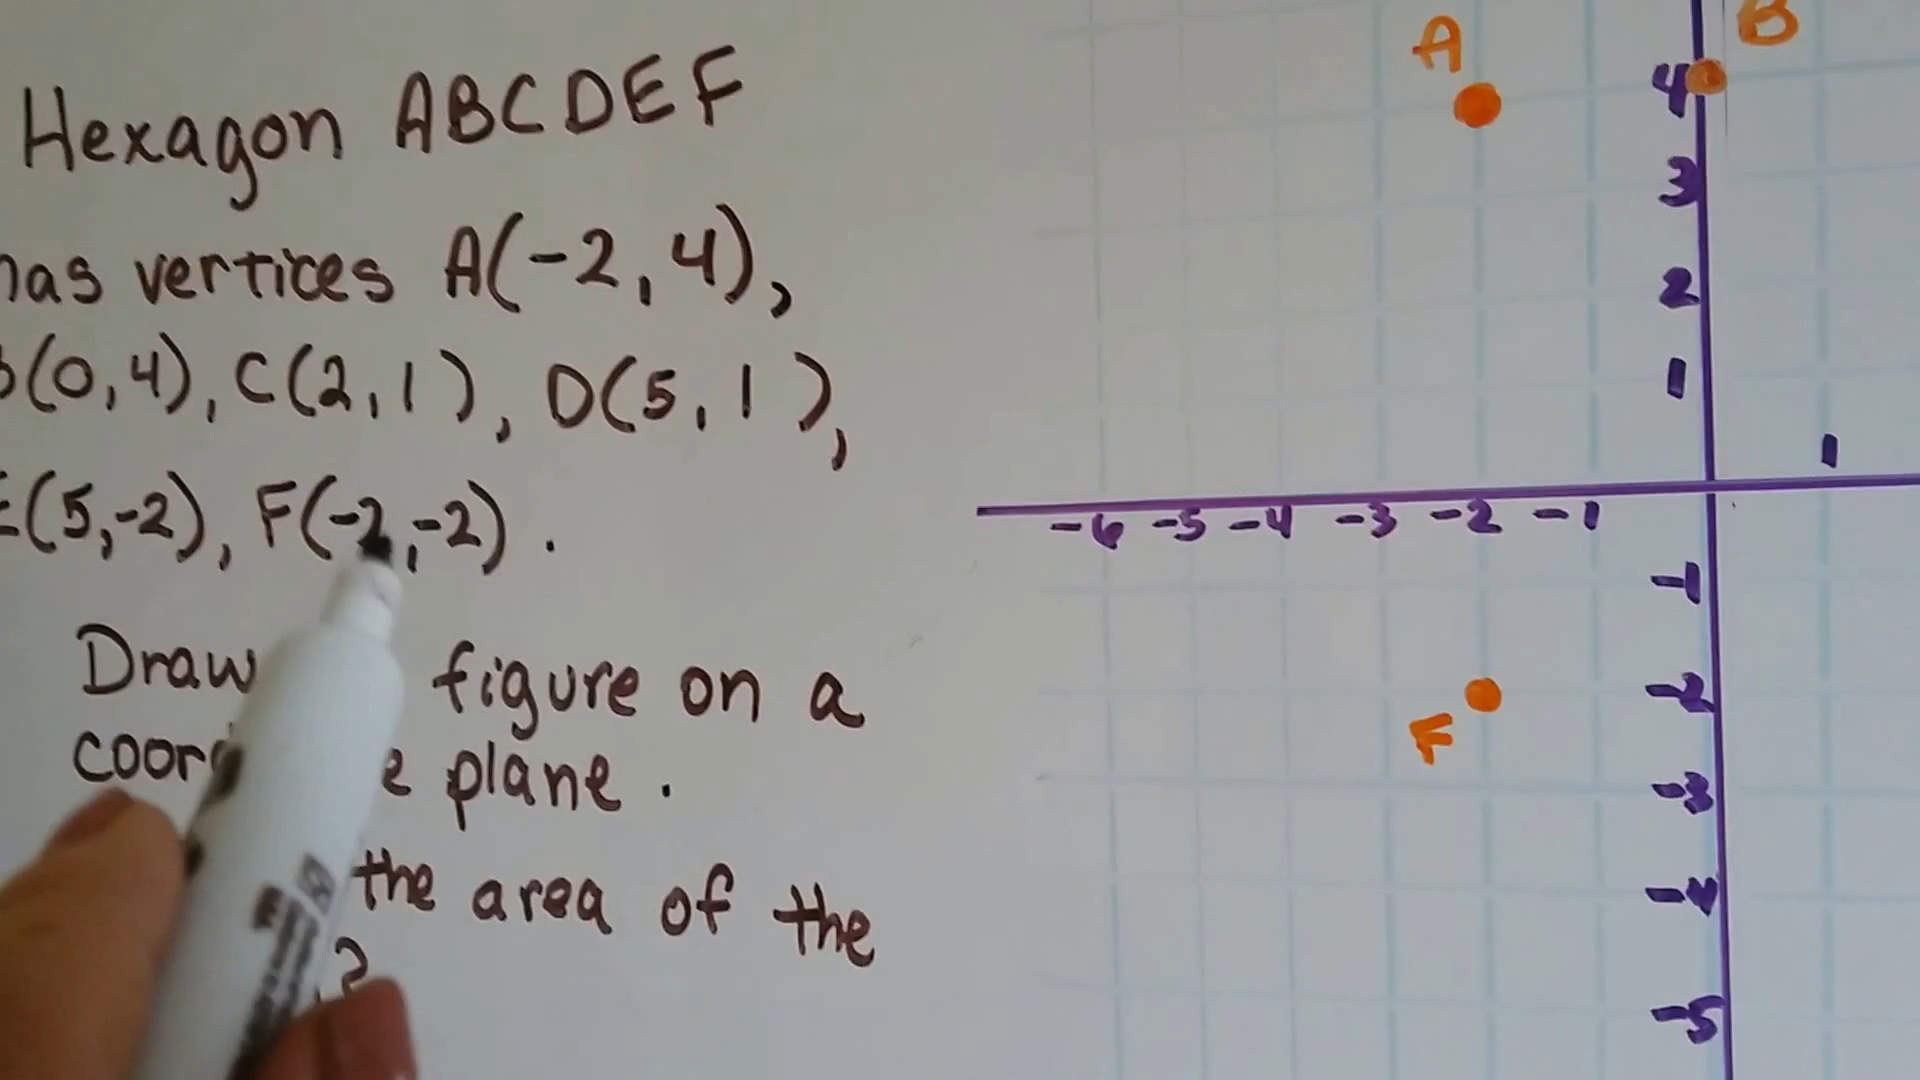 Hexagon ABCDEF
has vertices A(-2,4),
B(0,4), C(2,1), D(5,1),
E(5,-2), F(-2,-2).
Draw figure on a
plane.
the area of the
?
A
B
4
3
2
1
1
-6 -5 -4 -3 -2 -1
-1
-2
F
-3
-4
-5